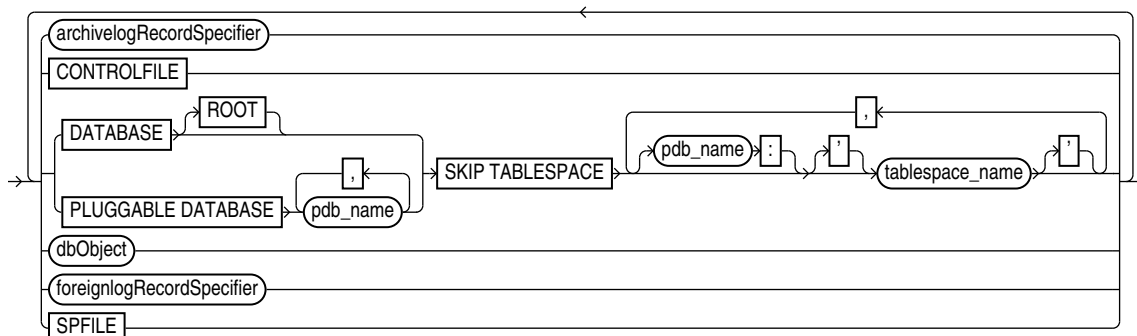 archivelogRecordSpecifier
CONTROLFILE
ROOT
,
DATABASE
pdb_name : ' '
, SKIP TABLESPACE tablespace_name
PLUGGABLE DATABASE pdb_name
dbObject
foreignlogRecordSpecifier
SPFILE